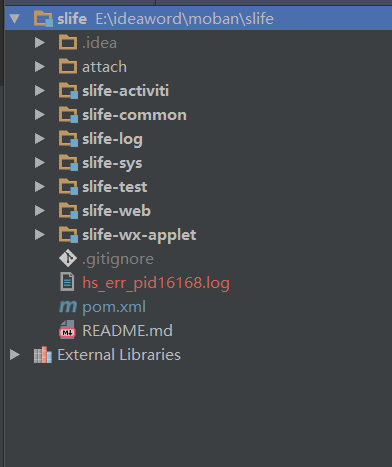 slife E:\ideaword\moban\slife
.idea
attach
slife-activiti
slife-common
slife-log
slife-sys
slife-test
slife-web
slife-wx-applet
.gitignore
hs_err_pid16168.log
m pom.xml
M↓ README.md
External Libraries